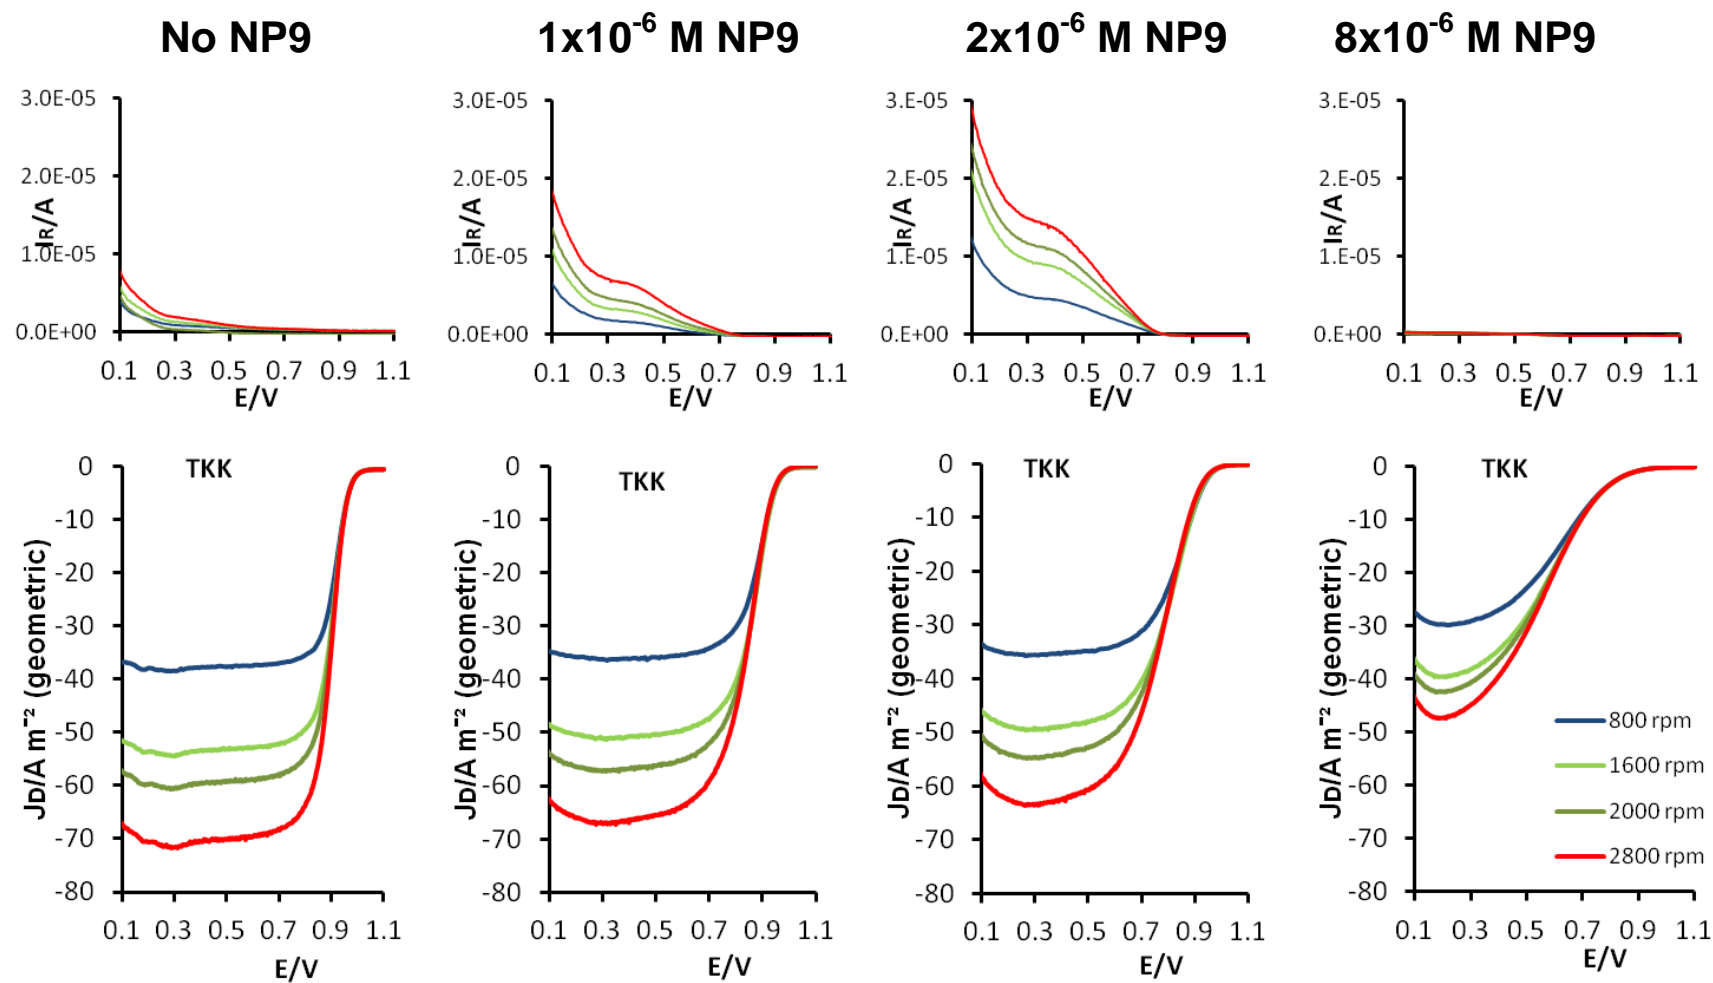 No NP9
1x10⁻⁶ M NP9
2x10⁻⁶ M NP9
8x10⁻⁶ M NP9
3.0E-05
2.0E-05
1.0E-05
0.0E+00
IR/A
0.1 0.3 0.5 0.7 0.9 1.1
E/V
3.0E-05
2.0E-05
1.0E-05
0.0E+00
IR/A
0.1 0.3 0.5 0.7 0.9 1.1
E/V
3.E-05
2.E-05
1.E-05
0.E+00
IR/A
0.1 0.3 0.5 0.7 0.9 1.1
E/V
3.E-05
2.E-05
1.E-05
0.E+00
IR/A
0.1 0.3 0.5 0.7 0.9 1.1
E/V
TKK
0
-10
-20
-30
-40
-50
-60
-70
-80
JD/A m⁻² (geometric)
0.1 0.3 0.5 0.7 0.9 1.1
E/V
TKK
0
-10
-20
-30
-40
-50
-60
-70
-80
JD/A m⁻² (geometric)
0.1 0.3 0.5 0.7 0.9 1.1
E/V
TKK
0
-10
-20
-30
-40
-50
-60
-70
-80
JD/A m⁻² (geometric)
0.1 0.3 0.5 0.7 0.9 1.1
E/V
TKK
0
-10
-20
-30
-40
-50
-60
-70
-80
JD/A m⁻² (geometric)
0.1 0.3 0.5 0.7 0.9 1.1
E/V
800 rpm
1600 rpm
2000 rpm
2800 rpm